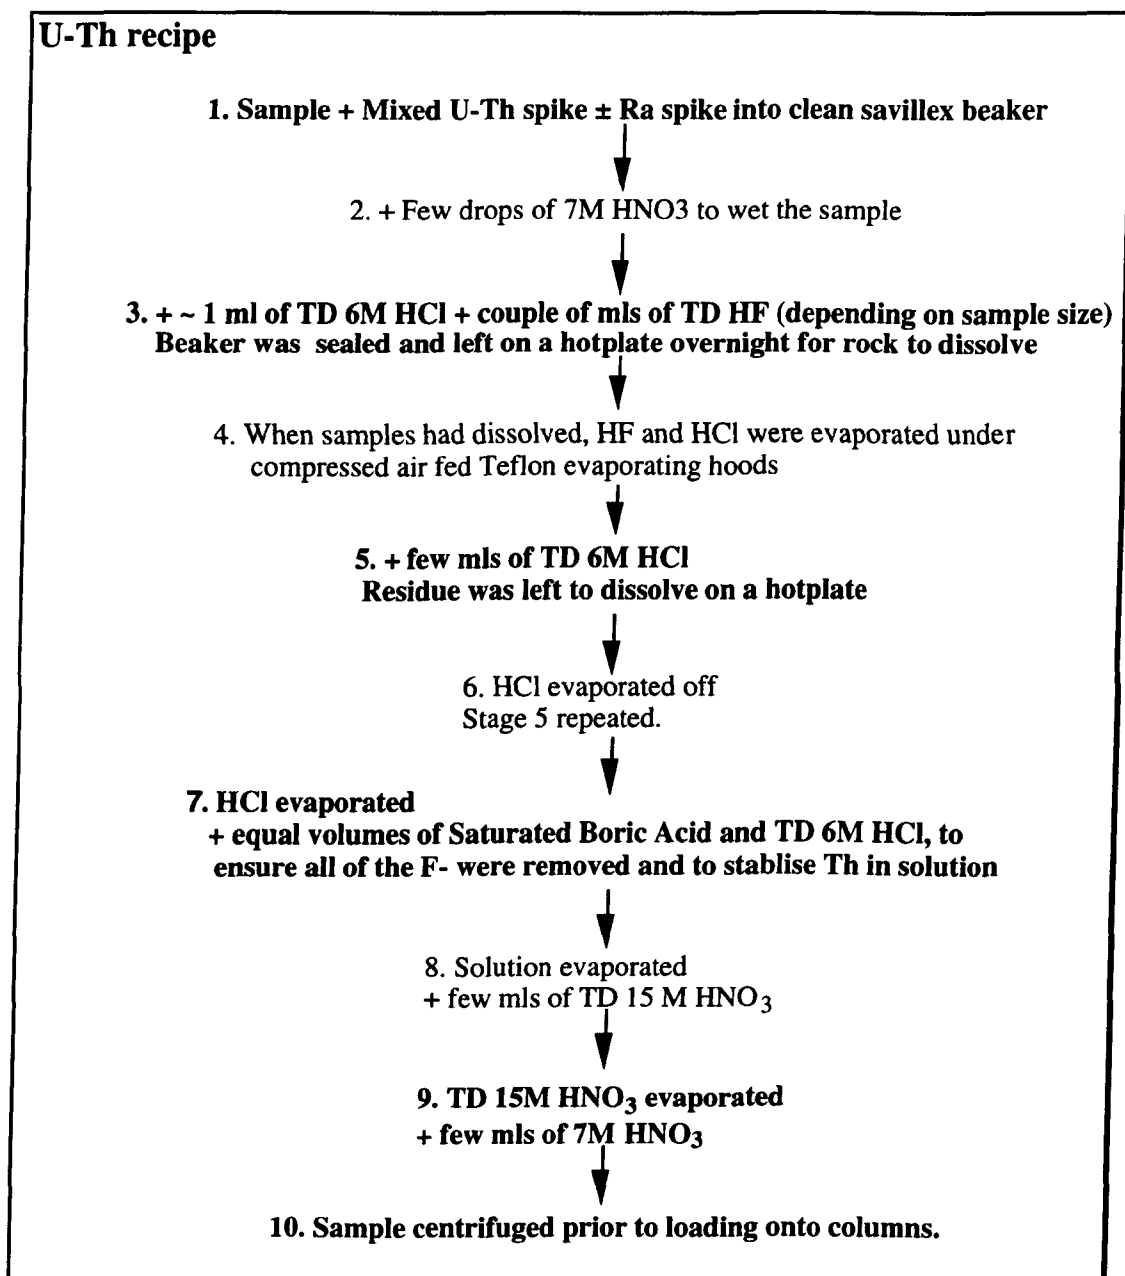 U-Th recipe
1. Sample + Mixed U-Th spike ± Ra spike into clean savillex beaker
2. + Few drops of 7M HNO3 to wet the sample
3. + ~ 1 ml of TD 6M HCl + couple of mls of TD HF (depending on sample size)
Beaker was sealed and left on a hotplate overnight for rock to dissolve
4. When samples had dissolved, HF and HCl were evaporated under
compressed air fed Teflon evaporating hoods
5. + few mls of TD 6M HCl
Residue was left to dissolve on a hotplate
6. HCl evaporated off
Stage 5 repeated.
7. HCl evaporated
+ equal volumes of Saturated Boric Acid and TD 6M HCl, to
ensure all of the F- were removed and to stablise Th in solution
8. Solution evaporated
+ few mls of TD 15 M HNO3
9. TD 15M HNO3 evaporated
+ few mls of 7M HNO3
10. Sample centrifuged prior to loading onto columns.